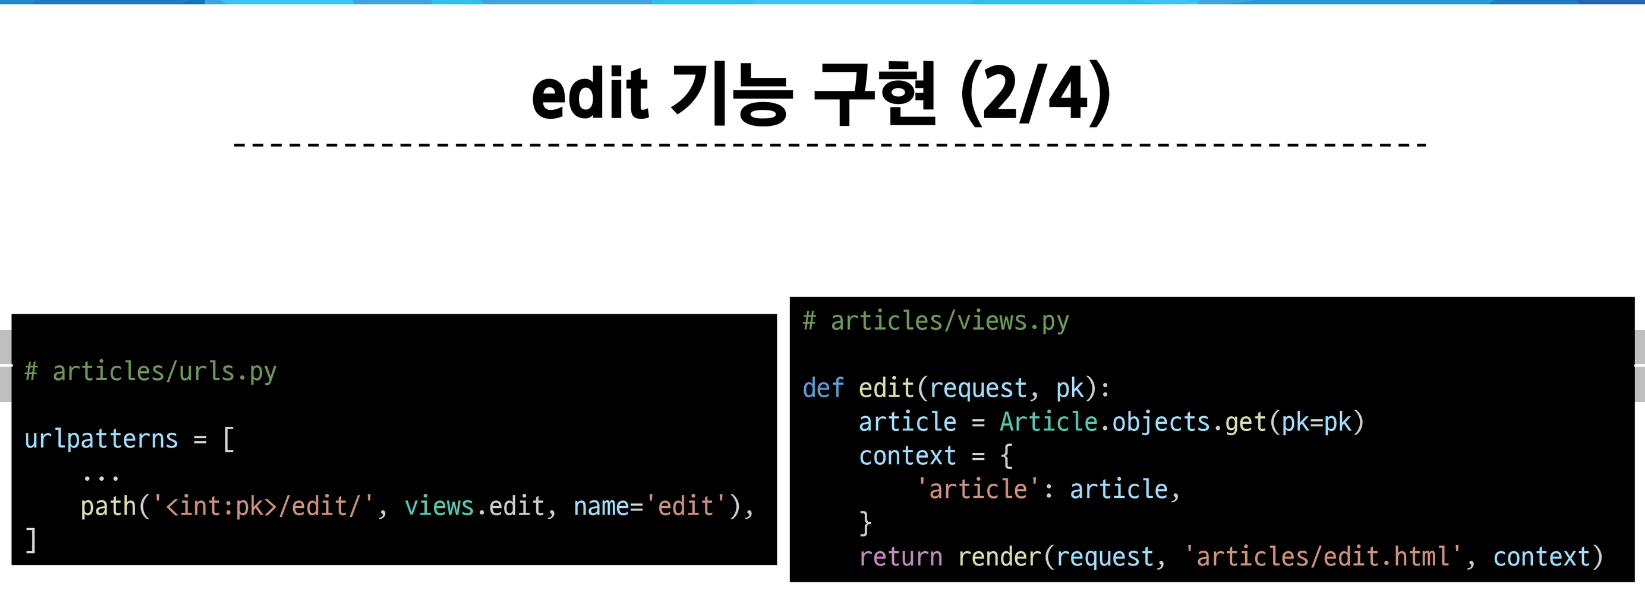 edit 기능 구현 (2/4)
# articles/urls.py
urlpatterns = [
    ...
    path('<int:pk>/edit/', views.edit, name='edit'),
]
# articles/views.py
def edit(request, pk):
    article = Article.objects.get(pk=pk)
    context = {
        'article': article,
    }
    return render(request, 'articles/edit.html', context)